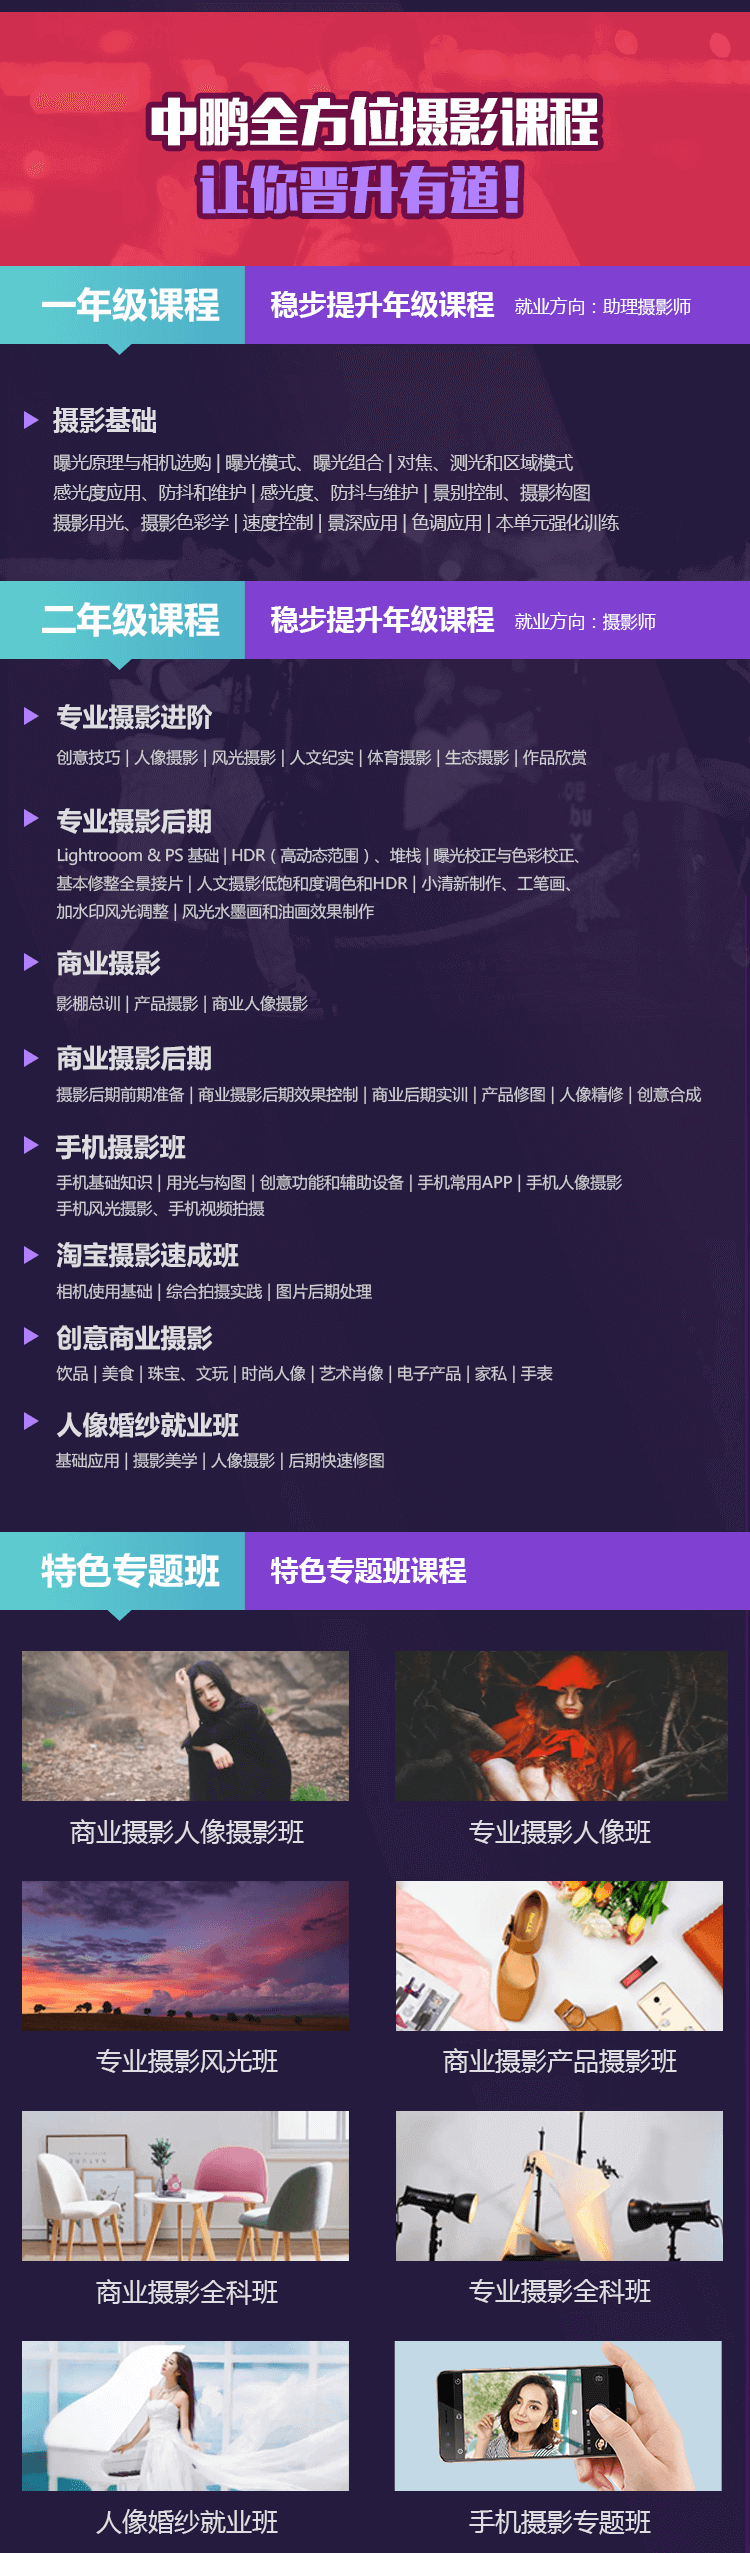 中鹏全方位摄影课程
让你晋升有道!
一年级课程
稳步提升年级课程 就业方向：助理摄影师
摄影基础
曝光原理与相机选购 | 曝光模式、曝光组合 | 对焦、测光和区域模式
感光度应用、防抖和维护 | 感光度、防抖与维护 | 景别控制、摄影构图
摄影用光、摄影色彩学 | 速度控制 | 景深应用 | 色调应用 | 本单元强化训练
二年级课程
稳步提升年级课程 就业方向：摄影师
专业摄影进阶
创意技巧 | 人像摄影 | 风光摄影 | 人文纪实 | 体育摄影 | 生态摄影 | 作品欣赏
专业摄影后期
Lightrooom & PS 基础 | HDR（高动态范围）、堆栈 | 曝光校正与色彩校正、
基本修整全景接片 | 人文摄影低饱和度调色和HDR | 小清新制作、工笔画、
加水印风光调整 | 风光水墨画和油画效果制作
商业摄影
影棚总训 | 产品摄影 | 商业人像摄影
商业摄影后期
摄影后期前期准备 | 商业摄影后期效果控制 | 商业后期实训 | 产品修图 | 人像精修 | 创意合成
手机摄影班
手机基础知识 | 用光与构图 | 创意功能和辅助设备 | 手机常用APP | 手机人像摄影
手机风光摄影、手机视频拍摄
淘宝摄影速成班
相机使用基础 | 综合拍摄实践 | 图片后期处理
创意商业摄影
饮品 | 美食 | 珠宝、文玩 | 时尚人像 | 艺术肖像 | 电子产品 | 家私 | 手表
人像婚纱就业班
基础应用 | 摄影美学 | 人像摄影 | 后期快速修图
特色专题班
特色专题班课程
商业摄影人像摄影班
专业摄影人像班
专业摄影风光班
商业摄影产品摄影班
商业摄影全科班
专业摄影全科班
人像婚纱就业班
手机摄影专题班